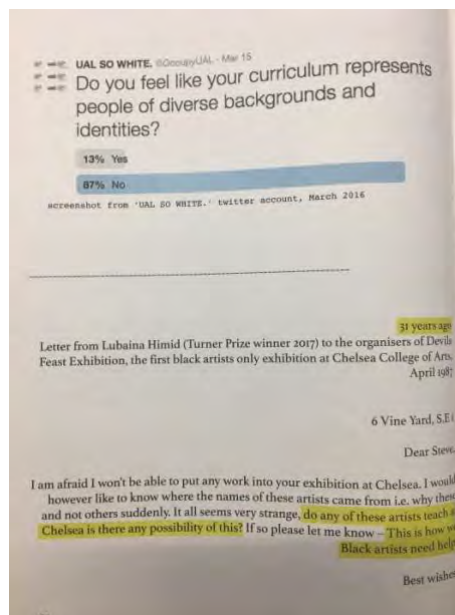 UAL SO WHITE. @OccupyUAL - Mar 15
Do you feel like your curriculum represents
people of diverse backgrounds and
identities?
13% Yes
87% No
screenshot from 'UAL SO WHITE.' twitter account, March 2016
31 years ago
Letter from Lubaina Himid (Turner Prize winner 2017) to the organisers of Devils
Feast Exhibition, the first black artists only exhibition at Chelsea College of Arts,
April 1987
6 Vine Yard, S.E.1
Dear Steve,
I am afraid I won't be able to put any work into your exhibition at Chelsea. I would
however like to know where the names of these artists came from i.e. why these
and not others suddenly. It all seems very strange, do any of these artists teach at
Chelsea is there any possibility of this? If so please let me know – This is how
Black artists need help
Best wishes